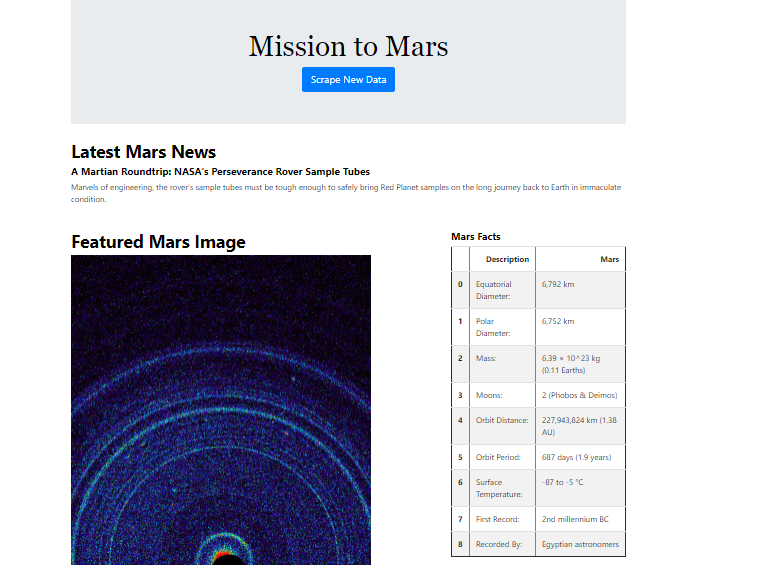 Mission to Mars
Scrape New Data
Latest Mars News
A Martian Roundtrip: NASA's Perseverance Rover Sample Tubes
Marvels of engineering, the rover's sample tubes must be tough enough to safely bring Red Planet samples on the long journey back to Earth in immaculate
condition.
Featured Mars Image
Mars Facts
Description Mars
0 Equatorial Diameter: 6,792 km
1 Polar Diameter: 6,752 km
2 Mass: 6.39 × 10^23 kg (0.11 Earths)
3 Moons: 2 (Phobos & Deimos)
4 Orbit Distance: 227,943,824 km (1.38 AU)
5 Orbit Period: 687 days (1.9 years)
6 Surface Temperature: -87 to -5 °C
7 First Record: 2nd millennium BC
8 Recorded By: Egyptian astronomers